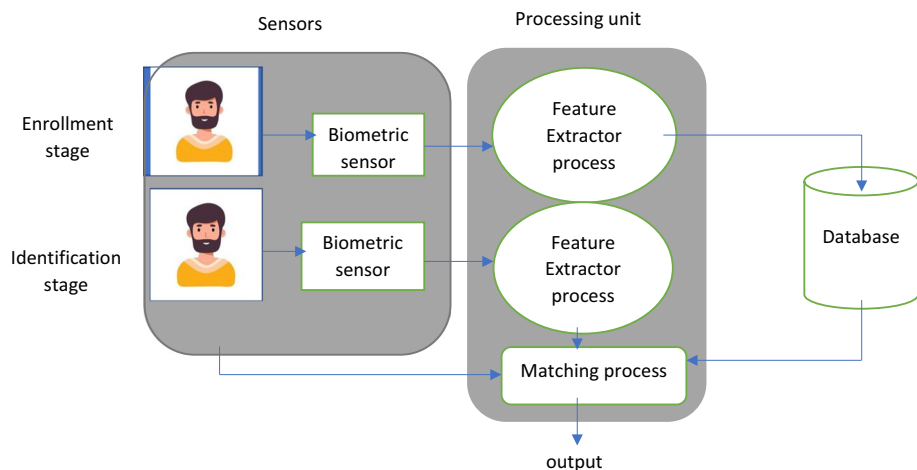 Sensors
Processing unit
Enrollment
stage
Biometric
sensor
Feature
Extractor
process
Identification
stage
Biometric
sensor
Feature
Extractor
process
Database
Matching process
output